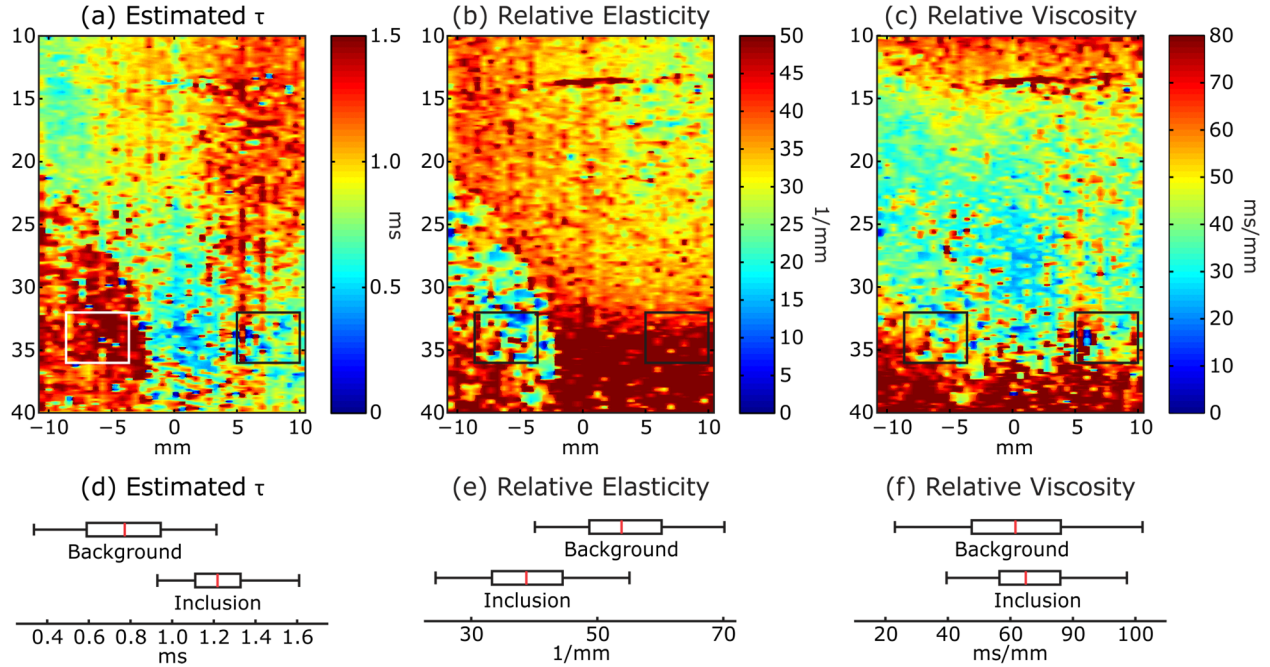 (a) Estimated τ
(b) Relative Elasticity
(c) Relative Viscosity
10
15
20
25
30
35
40
−10 −5 0 5 10
mm
1.5
1.0
0.5
0
ms
10
15
20
25
30
35
40
−10 −5 0 5 10
mm
50
45
40
35
30
25
20
15
10
5
0
1/mm
10
15
20
25
30
35
40
−10 −5 0 5 10
mm
80
70
60
50
40
30
20
10
0
ms/mm
(d) Estimated τ
Background
Inclusion
0.4 0.6 0.8 1.0 1.2 1.4 1.6
ms
(e) Relative Elasticity
Background
Inclusion
30 50 70
1/mm
(f) Relative Viscosity
Background
Inclusion
20 40 60 90 100
ms/mm